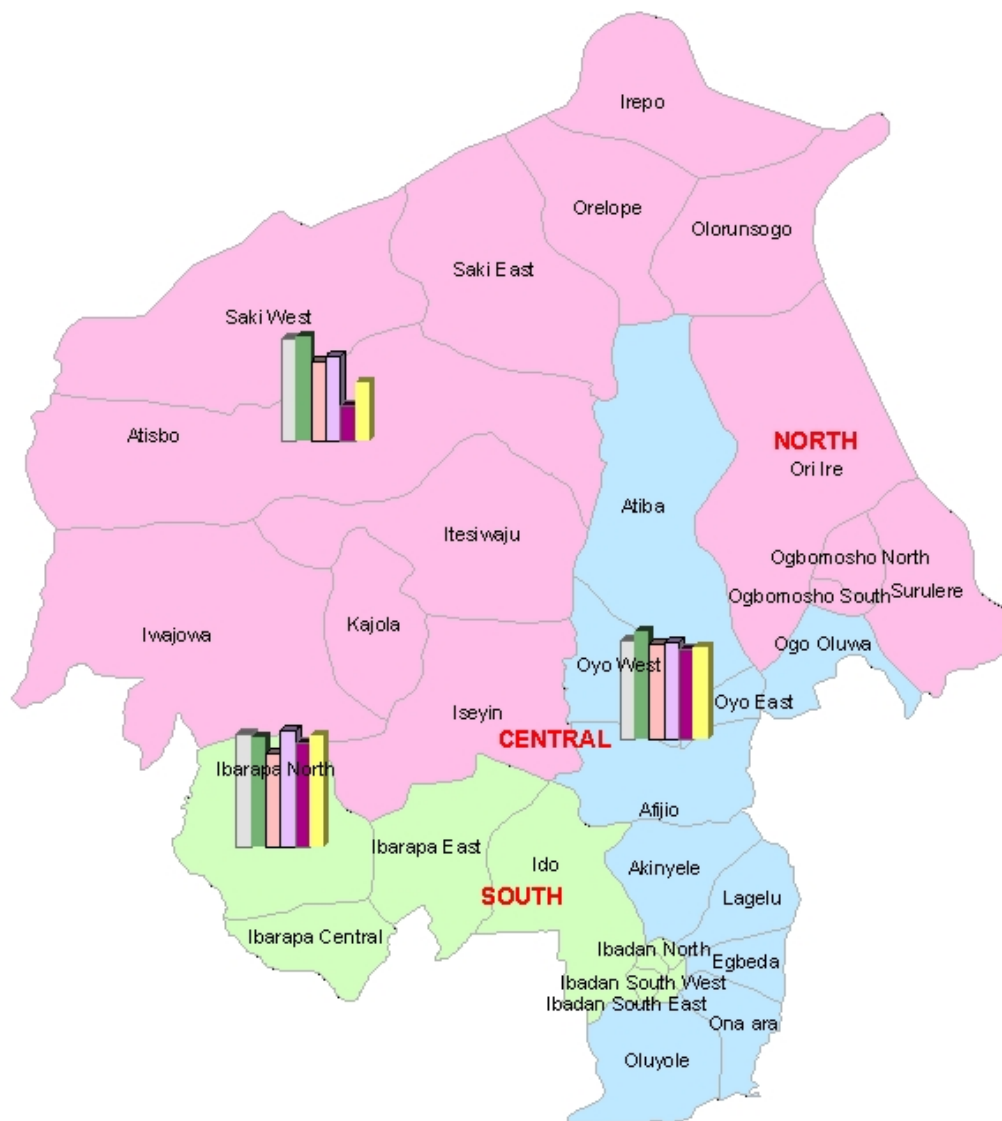 Irepo
Orelope
Olorunsogo
Saki East
Saki West
Atisbo
NORTH
Ori Ire
Atiba
Itesiwaju
Ogbomosho North
Ogbomosho South
Surulere
Kajola
Iwajowa
Ogo Oluwa
Oyo West
Oyo East
Iseyin
CENTRAL
Ibarapa North
Afijio
Ibarapa East
Ido
Akinyele
SOUTH
Lagelu
Ibarapa Central
Ibadan North
Egbeda
Ibadan South West
Ibadan South East
Ona ara
Oluyole